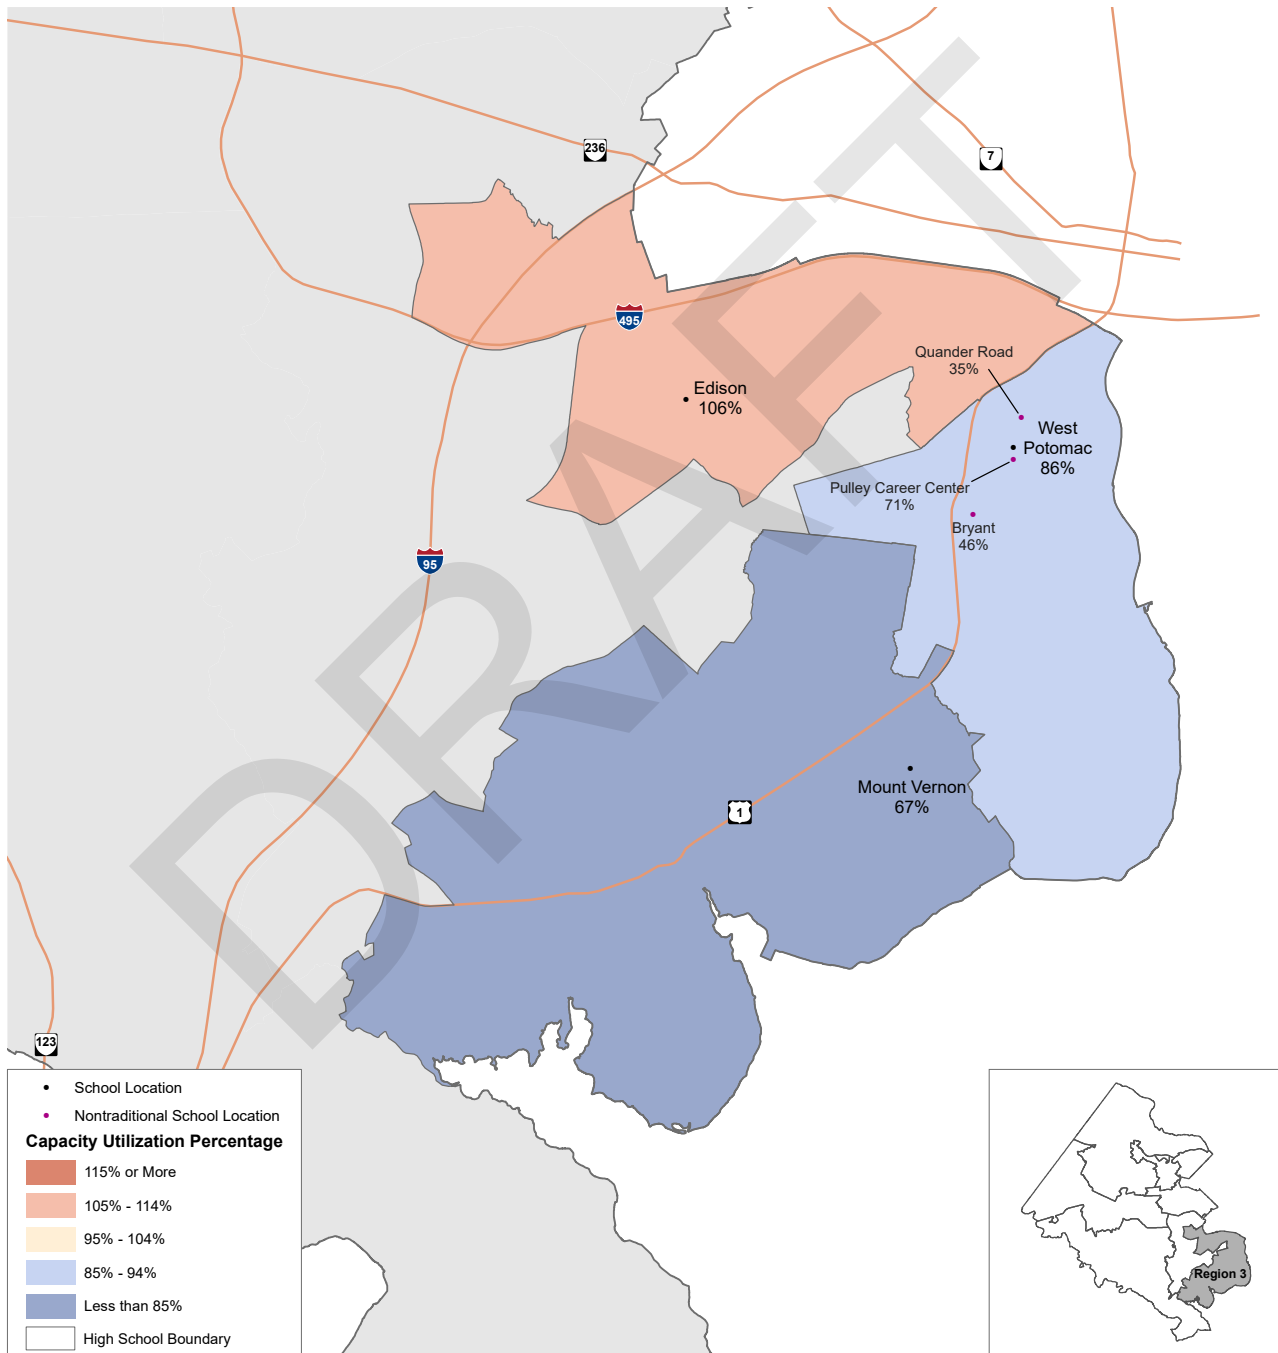 236
7
495
Quander Road
35%
Edison
106%
West
Potomac
86%
Pulley Career Center
71%
Bryant
46%
95
Mount Vernon
67%
1
123
DRAFT
School Location
Nontraditional School Location
Capacity Utilization Percentage
115% or More
105% - 114%
95% - 104%
85% - 94%
Less than 85%
High School Boundary
Region 3